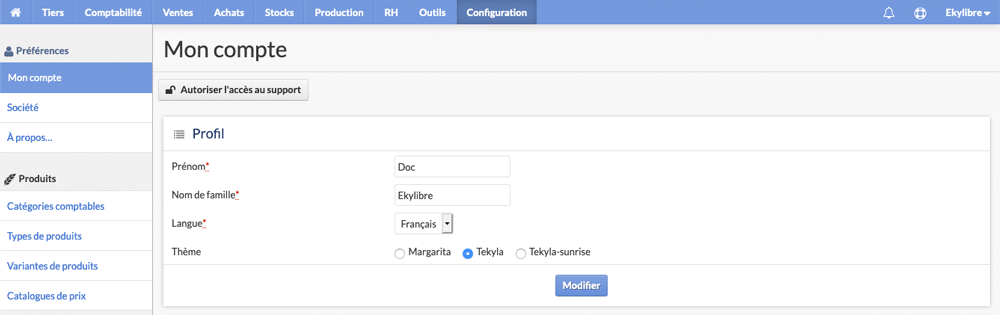 Tiers Comptabilité Ventes Achats Stocks Production RH Outils Configuration Ekylibre
Préférences
Mon compte
Société
À propos...
Produits
Catégories comptables
Types de produits
Variantes de produits
Catalogues de prix
Mon compte
Autoriser l'accès au support
Profil
Prénom* Doc
Nom de famille* Ekylibre
Langue* Français
Thème Margarita Tekyla Tekyla-sunrise
Modifier